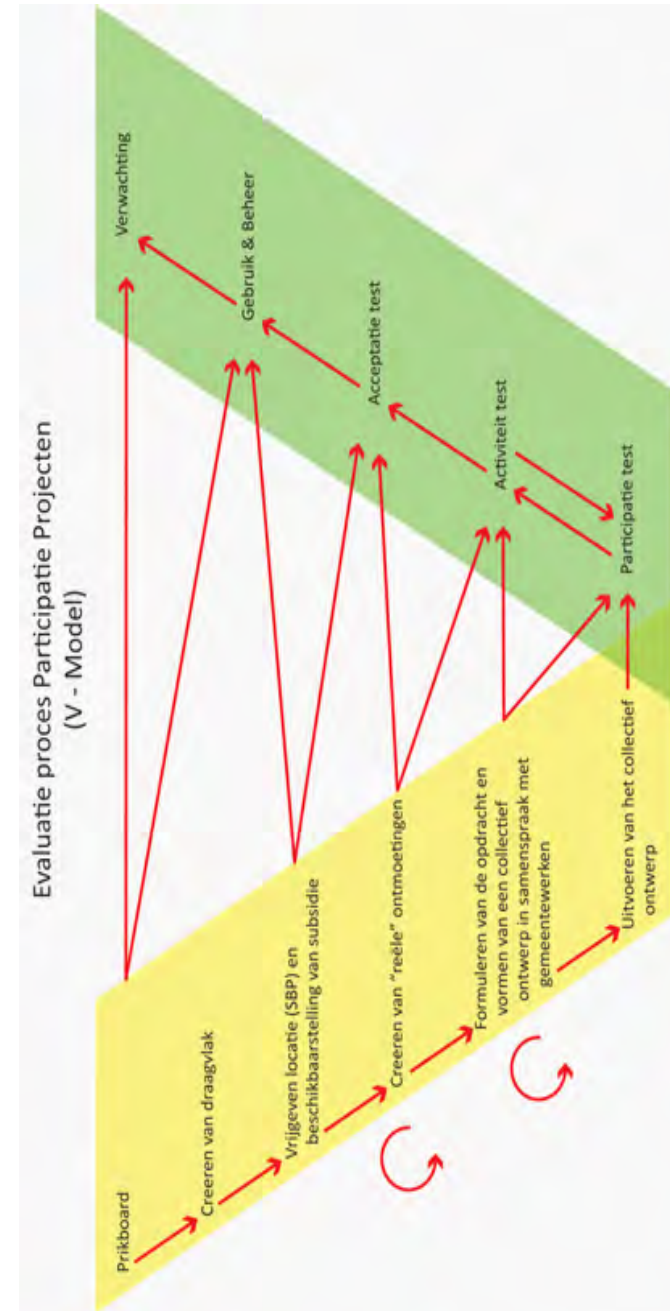 Evaluatie proces Participatie Projecten
(V - Model)
Prikboard
Creeren van draagvlak
Vrijgeven locatie (SBP) en
beschikbaarstelling van subsidie
Creeren van "reële" ontmoetingen
Formuleren van de opdracht en
vormen van een collectief
ontwerp in samenspraak met
gemeentewerken
Uitvoeren van het collectief
ontwerp
Verwachting
Gebruik & Beheer
Acceptatie test
Activiteit test
Participatie test